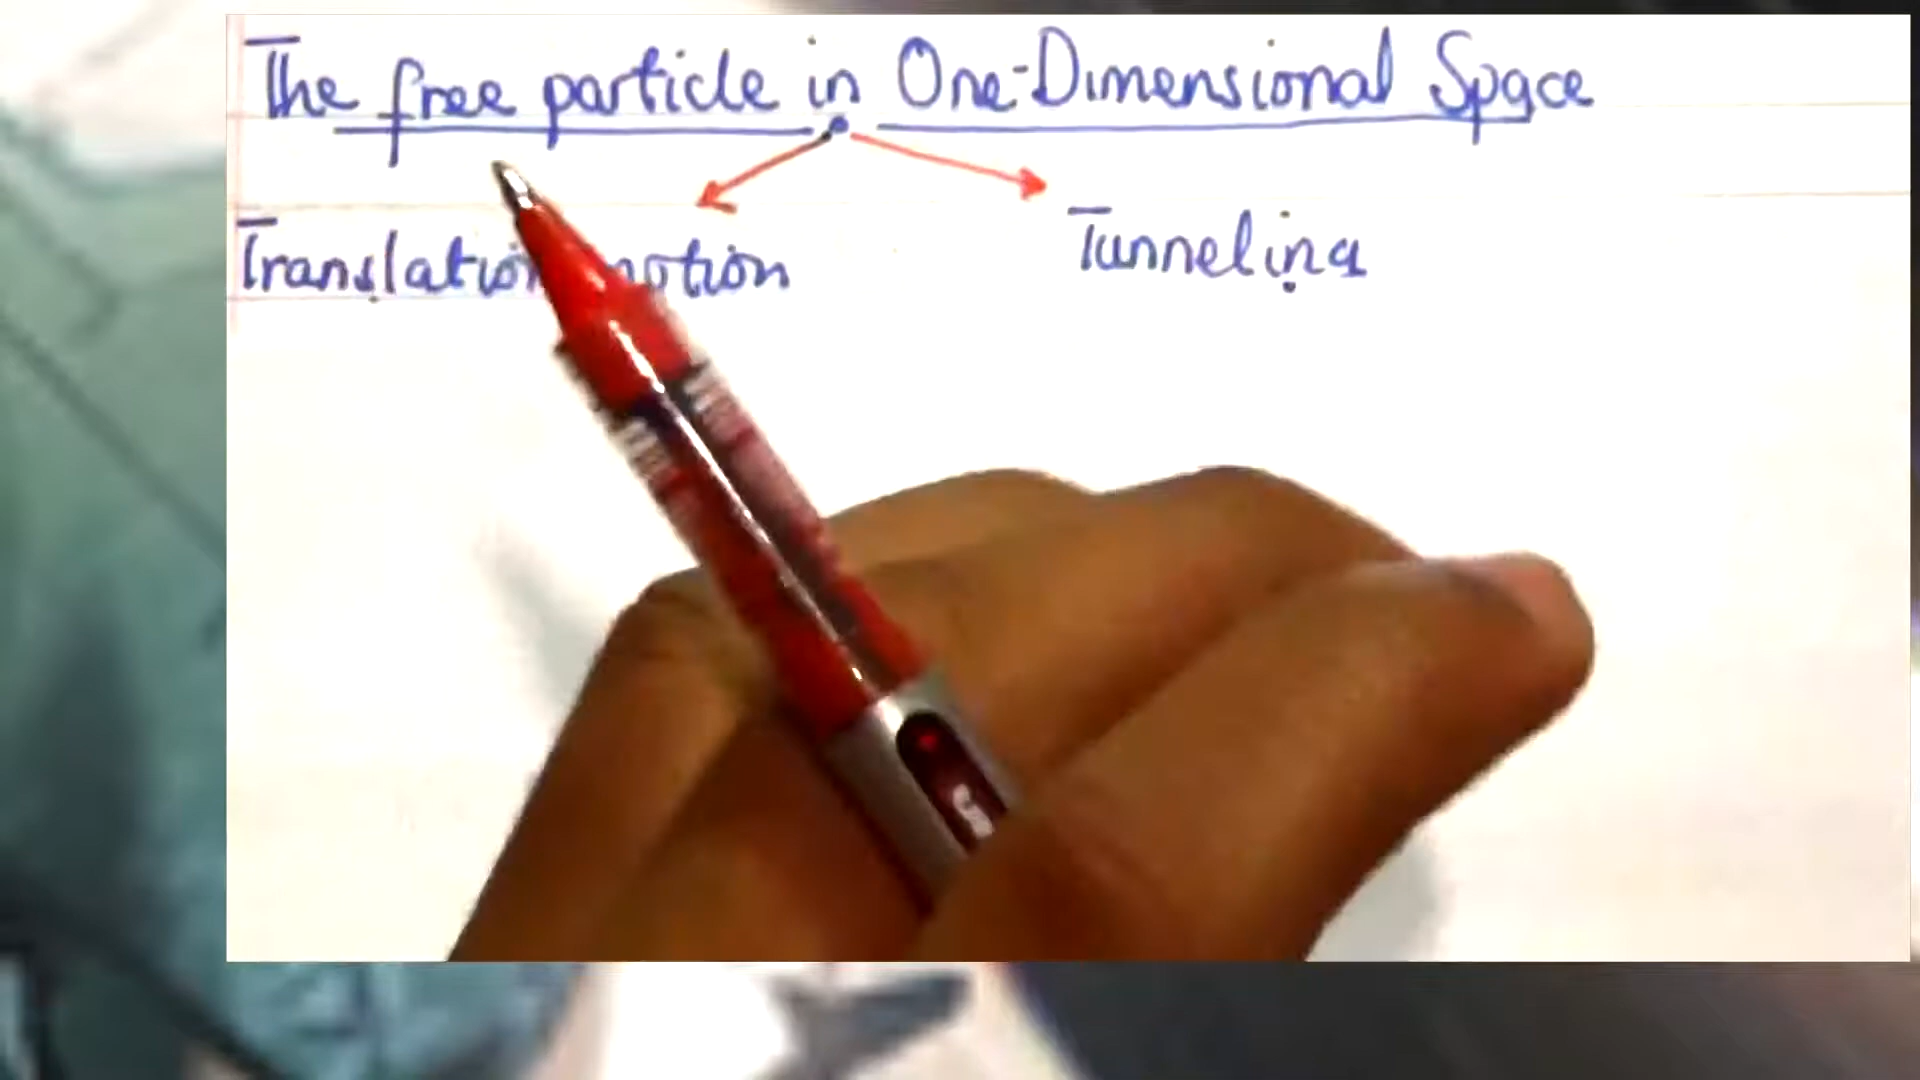 The free particle in One-Dimensional Space
Translation motion
Tunneling